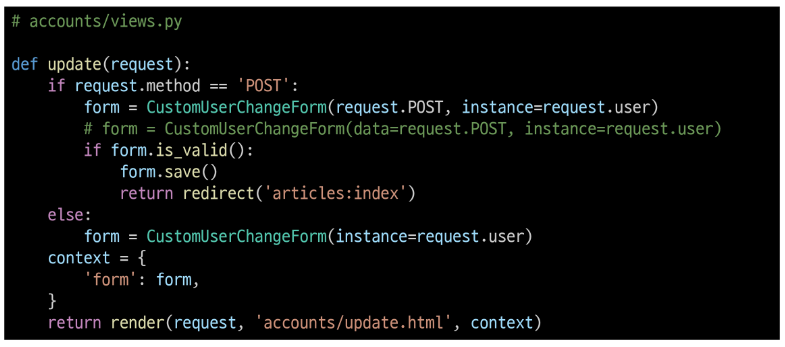 # accounts/views.py

def update(request):
    if request.method == 'POST':
        form = CustomUserChangeForm(request.POST, instance=request.user)
        # form = CustomUserChangeForm(data=request.POST, instance=request.user)
        if form.is_valid():
            form.save()
            return redirect('articles:index')
    else:
        form = CustomUserChangeForm(instance=request.user)
    context = {
        'form': form,
    }
    return render(request, 'accounts/update.html', context)